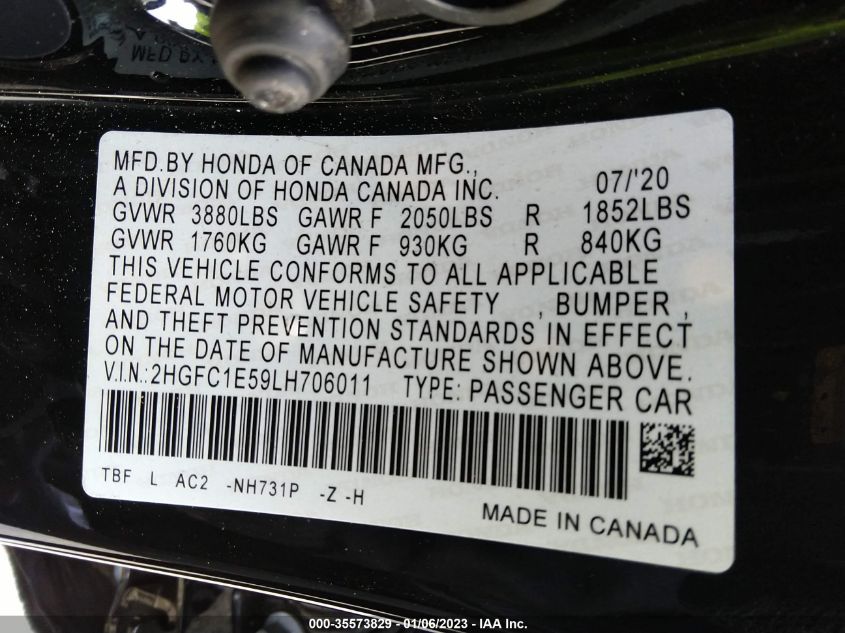 MFD.BY HONDA OF CANADA MFG.,
A DIVISION OF HONDA CANADA INC. 07/'20
GVWR 3880LBS GAWR F 2050LBS R 1852LBS
GVWR 1760KG GAWR F 930KG R 840KG
THIS VEHICLE CONFORMS TO ALL APPLICABLE
FEDERAL MOTOR VEHICLE SAFETY , BUMPER ,
AND THEFT PREVENTION STANDARDS IN EFFECT
ON THE DATE OF MANUFACTURE SHOWN ABOVE.
V.I.N.:2HGFC1E59LH706011 TYPE: PASSENGER CAR
TBF L AC2 -NH731P -Z -H
MADE IN CANADA
000-35573829 - 01/06/2023 - IAA Inc.